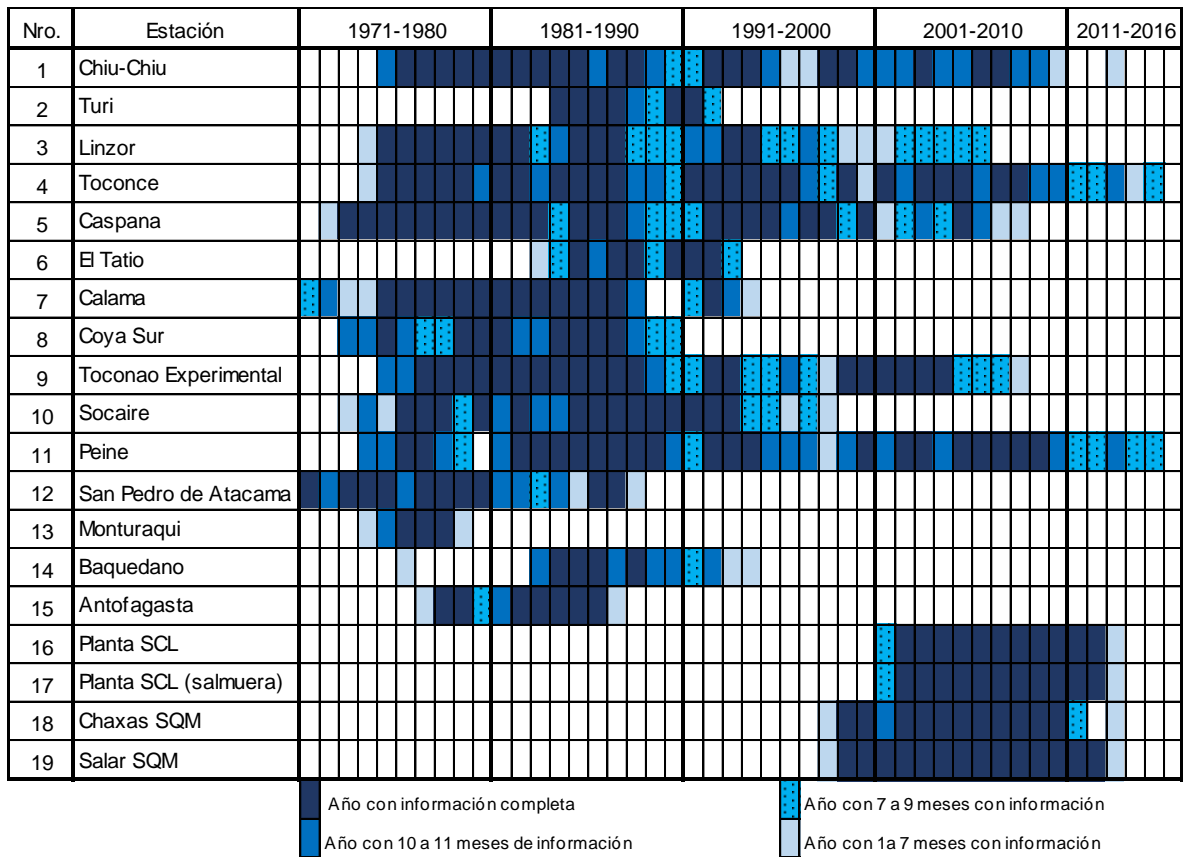 Nro. Estación 1971-1980 1981-1990 1991-2000 2001-2010 2011-2016
1 Chiu-Chiu
2 Turi
3 Linzor
4 Toconce
5 Caspana
6 El Tatio
7 Calama
8 Coya Sur
9 Toconao Experimental
10 Socaire
11 Peine
12 San Pedro de Atacama
13 Monturaqui
14 Baquedano
15 Antofagasta
16 Planta SCL
17 Planta SCL (salmuera)
18 Chaxas SQM
19 Salar SQM
Año con información completa Año con 7 a 9 meses con información
Año con 10 a 11 meses de información Año con 1a 7 meses con información